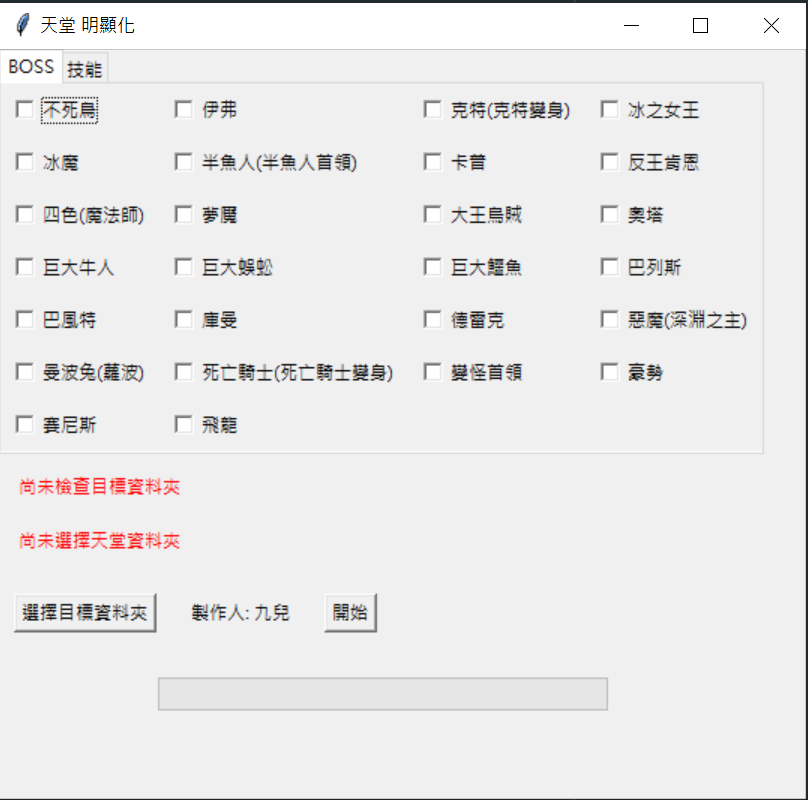 天堂 明顯化
BOSS 技能
不死鳥 伊弗 克特(克特變身) 冰之女王
冰魔 半魚人(半魚人首領) 卡普 反王肯恩
四色(魔法師) 夢魘 大王烏賊 奧塔
巨大牛人 巨大蜈蚣 巨大鱷魚 巴列斯
巴風特 庫曼 德雷克 惡魔(深淵之主)
曼波兔(蘿波) 死亡騎士(死亡騎士變身) 變怪首領 豪勢
賽尼斯 飛龍
尚未檢查目標資料夾
尚未選擇天堂資料夾
選擇目標資料夾 製作人: 九兒 開始